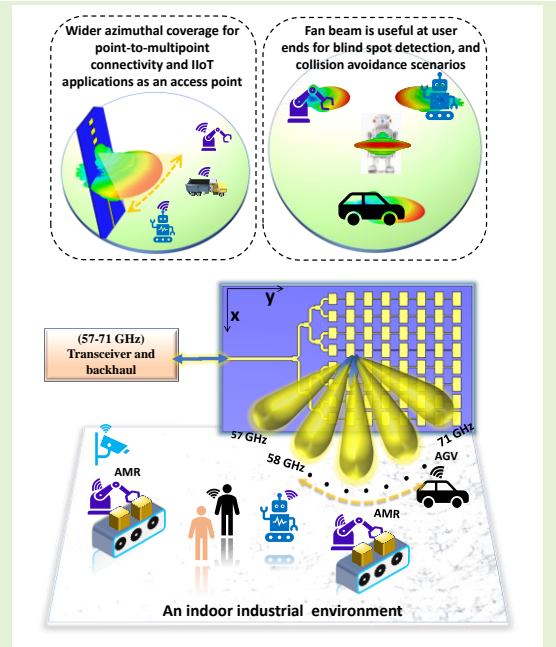 Wider azimuthal coverage for
point-to-multipoint
connectivity and IIoT
applications as an access point
Fan beam is useful at user
ends for blind spot detection, and
collision avoidance scenarios
y
x
(57-71 GHz)
Transceiver and
backhaul
57 GHz
58 GHz
71 GHz
AGV
AMR
AMR
An indoor industrial environment